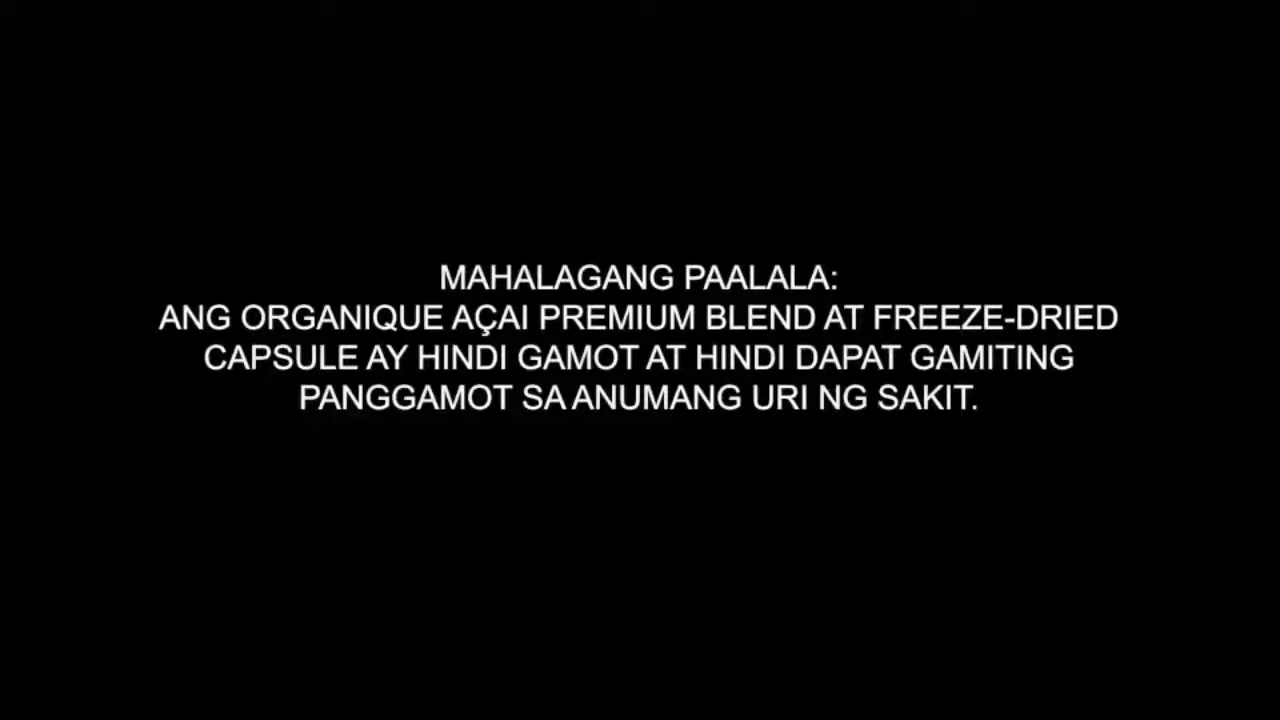 MAHALAGANG PAALALA:
ANG ORGANIQUE AÇAI PREMIUM BLEND AT FREEZE-DRIED
CAPSULE AY HINDI GAMOT AT HINDI DAPAT GAMITING
PANGGAMOT SA ANUMANG URI NG SAKIT.